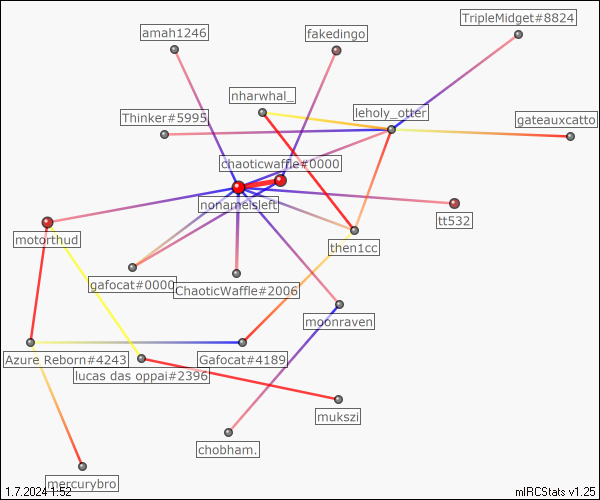 TripleMidget#8824
amah1246
fakedingo
nharwhal_
leholy_otter
Thinker#5995
gateauxcatto
chaoticwaffle#0000
nonameisleft
tt532
motorthud
then1cc
gafocat#0000
ChaoticWaffle#2006
moonraven
Azure Reborn#4243
Gafocat#4189
lucas das oppai#2396
mukszi
chobham.
mercurybro
1.7.2024 1:52
mIRCStats v1.25